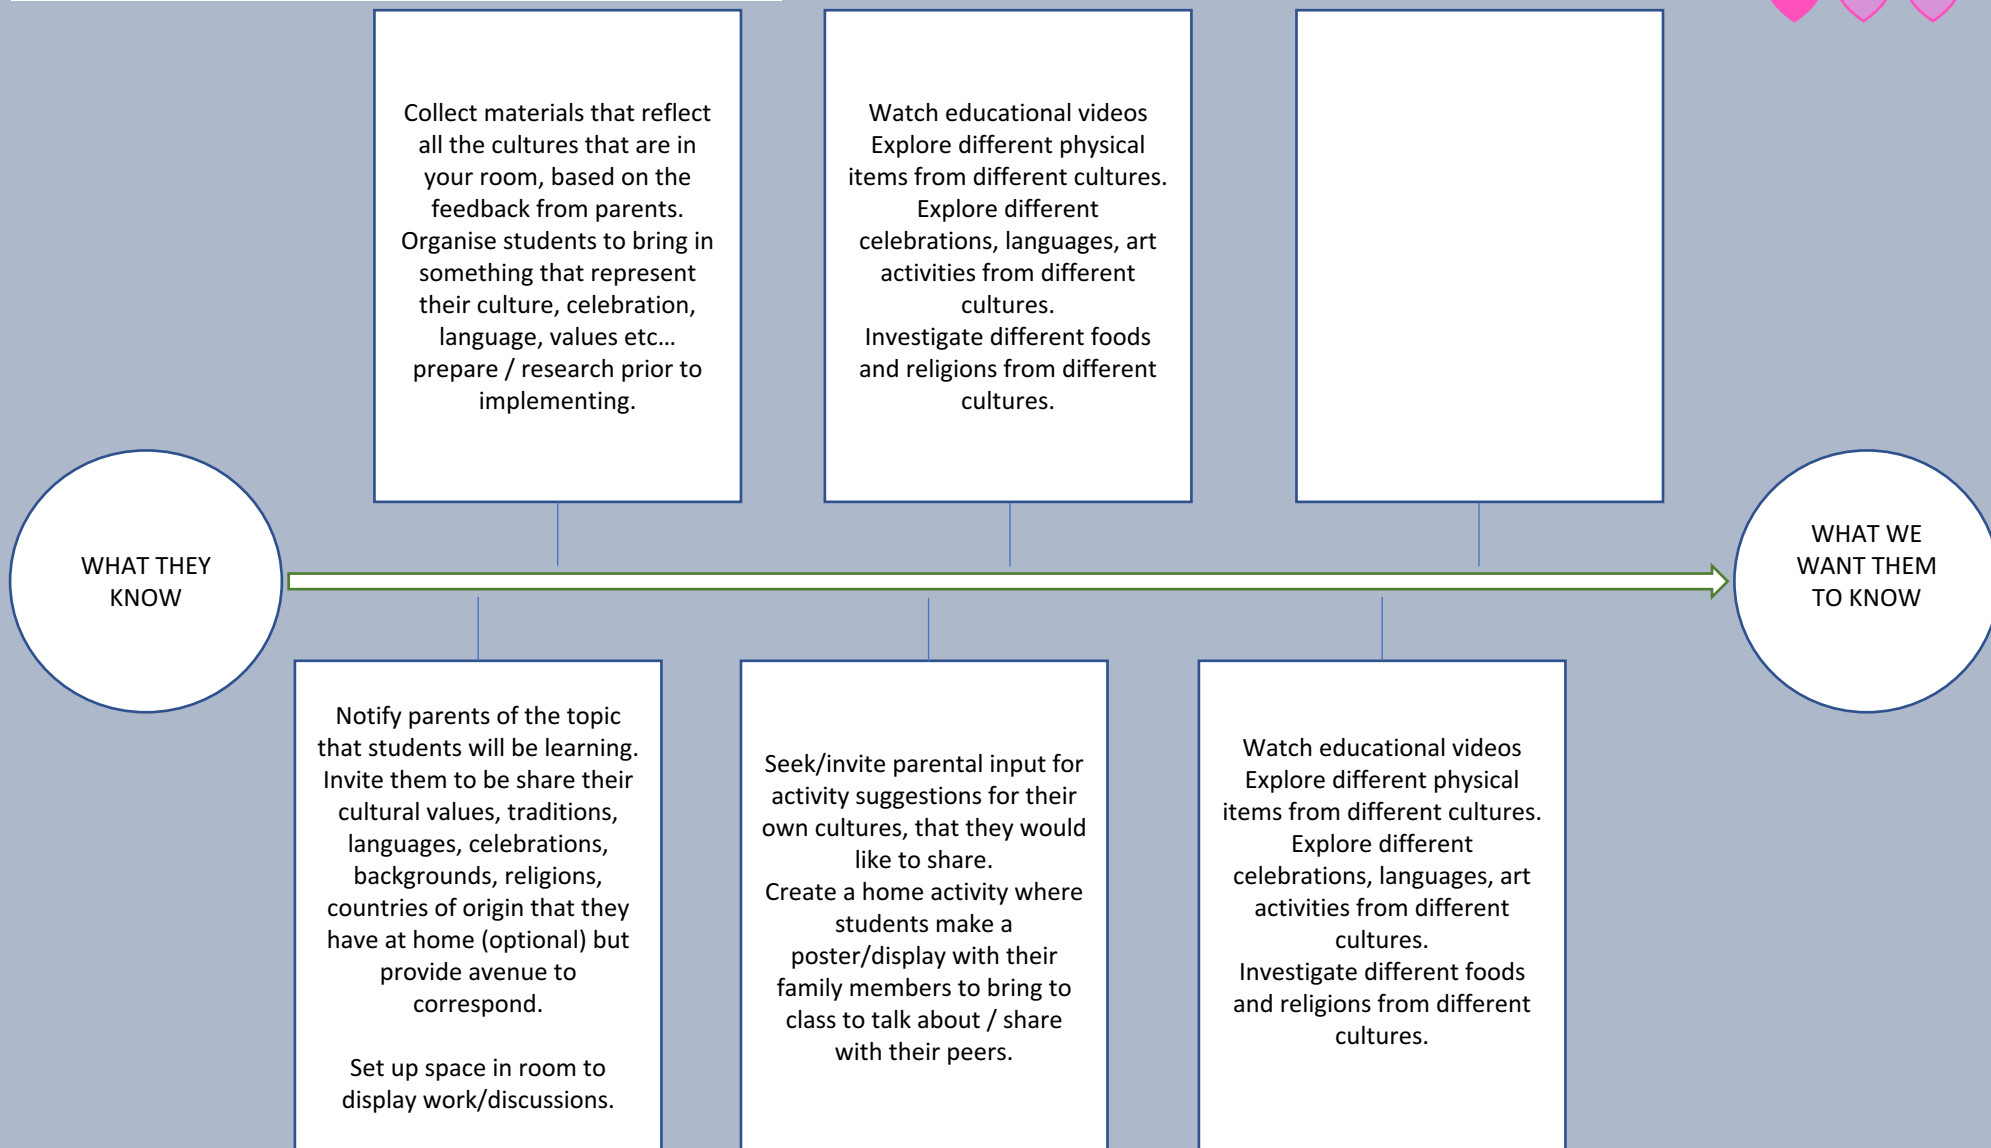 Collect materials that reflect
all the cultures that are in
your room, based on the
feedback from parents.
Organise students to bring in
something that represent
their culture, celebration,
language, values etc…
prepare / research prior to
implementing.
Watch educational videos
Explore different physical
items from different cultures.
Explore different
celebrations, languages, art
activities from different
cultures.
Investigate different foods
and religions from different
cultures.
WHAT THEY
KNOW
WHAT WE
WANT THEM
TO KNOW
Notify parents of the topic
that students will be learning.
Invite them to be share their
cultural values, traditions,
languages, celebrations,
backgrounds, religions,
countries of origin that they
have at home (optional) but
provide avenue to
correspond.
Set up space in room to
display work/discussions.
Seek/invite parental input for
activity suggestions for their
own cultures, that they would
like to share.
Create a home activity where
students make a
poster/display with their
family members to bring to
class to talk about / share
with their peers.
Watch educational videos
Explore different physical
items from different cultures.
Explore different
celebrations, languages, art
activities from different
cultures.
Investigate different foods
and religions from different
cultures.